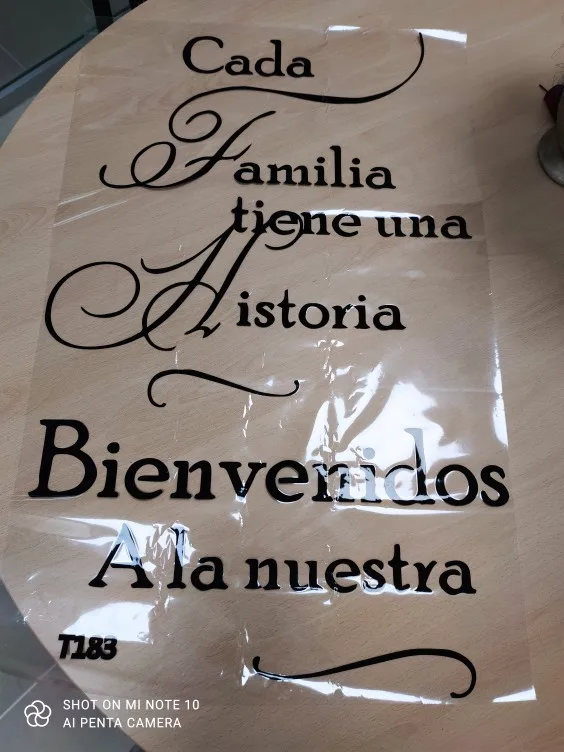 Cada
Familia
tiene una
Historia
Bienvenidos
A la nuestra
T183
SHOT ON MI NOTE 10
AI PENTA CAMERA